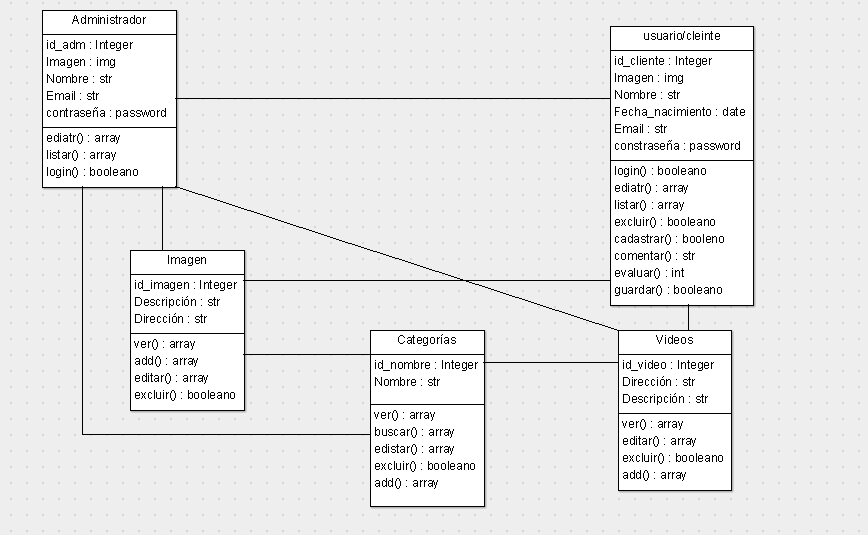 Administrador
id_adm : Integer
Imagen : img
Nombre : str
Email : str
contraseña : password
ediatr() : array
listar() : array
login() : booleano
usuario/cleinte
id_cliente : Integer
Imagen : img
Nombre : str
Fecha_nacimiento : date
Email : str
constraseña : password
login() : booleano
ediatr() : array
listar() : array
excluir() : booleano
cadastrar() : booleno
comentar() : str
evaluar() : int
guardar() : booleano
Imagen
id_imagen : Integer
Descripción : str
Dirección : str
ver() : array
add() : array
editar() : array
excluir() : booleano
Categorías
id_nombre : Integer
Nombre : str
ver() : array
buscar() : array
edistar() : array
excluir() : booleano
add() : array
Videos
id_video : Integer
Dirección : str
Descripción : str
ver() : array
editar() : array
excluir() : booleano
add() : array